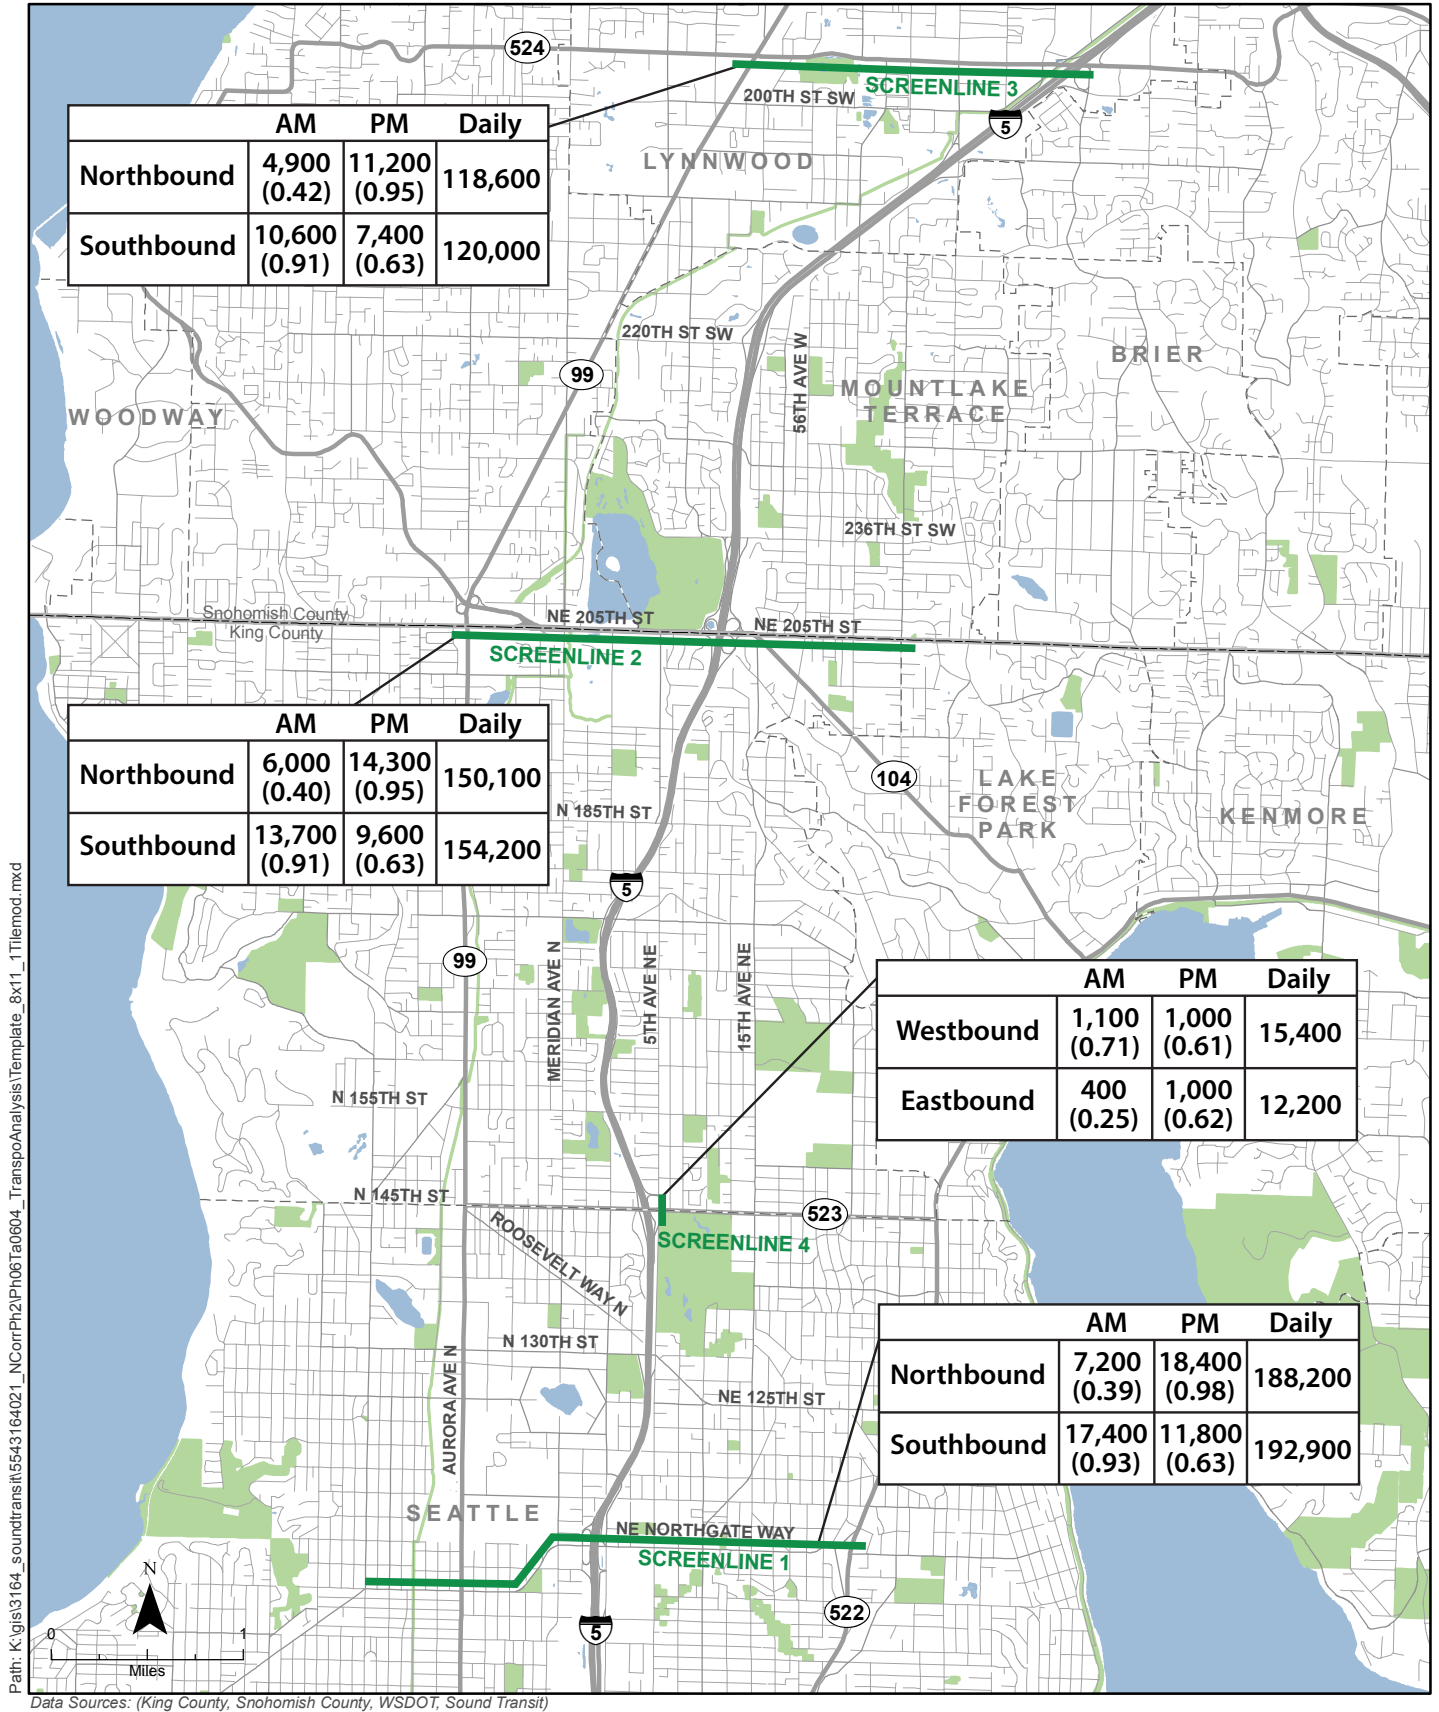 524
SCREENLINE 3
200TH ST SW
5
LYNNWOOD
AM PM Daily
Northbound 4,900 (0.42) 11,200 (0.95) 118,600
Southbound 10,600 (0.91) 7,400 (0.63) 120,000
220TH ST SW
99
56TH AVE W
BRIER
MOUNTLAKE
TERRACE
WOODWAY
236TH ST SW
Snohomish County
King County
NE 205TH ST
NE 205TH ST
SCREENLINE 2
AM PM Daily
Northbound 6,000 (0.40) 14,300 (0.95) 150,100
Southbound 13,700 (0.91) 9,600 (0.63) 154,200
104
LAKE
FOREST
PARK
KENMORE
N 185TH ST
5
99
MERIDIAN AVE N
5TH AVE NE
15TH AVE NE
AM PM Daily
Westbound 1,100 (0.71) 1,000 (0.61) 15,400
Eastbound 400 (0.25) 1,000 (0.62) 12,200
N 155TH ST
N 145TH ST
523
SCREENLINE 4
ROOSEVELT WAY N
N 130TH ST
AURORA AVE N
NE 125TH ST
AM PM Daily
Northbound 7,200 (0.39) 18,400 (0.98) 188,200
Southbound 17,400 (0.93) 11,800 (0.63) 192,900
SEATTLE
NE NORTHGATE WAY
SCREENLINE 1
522
5
N
0 1
Miles
Path: K:\gis\3164_soundtransit\5543164021_NCorrPh2\Ph06Ta0604_TranspoAnalysis\Template_8x11_1Tilemod.mxd
Data Sources: (King County, Snohomish County, WSDOT, Sound Transit)